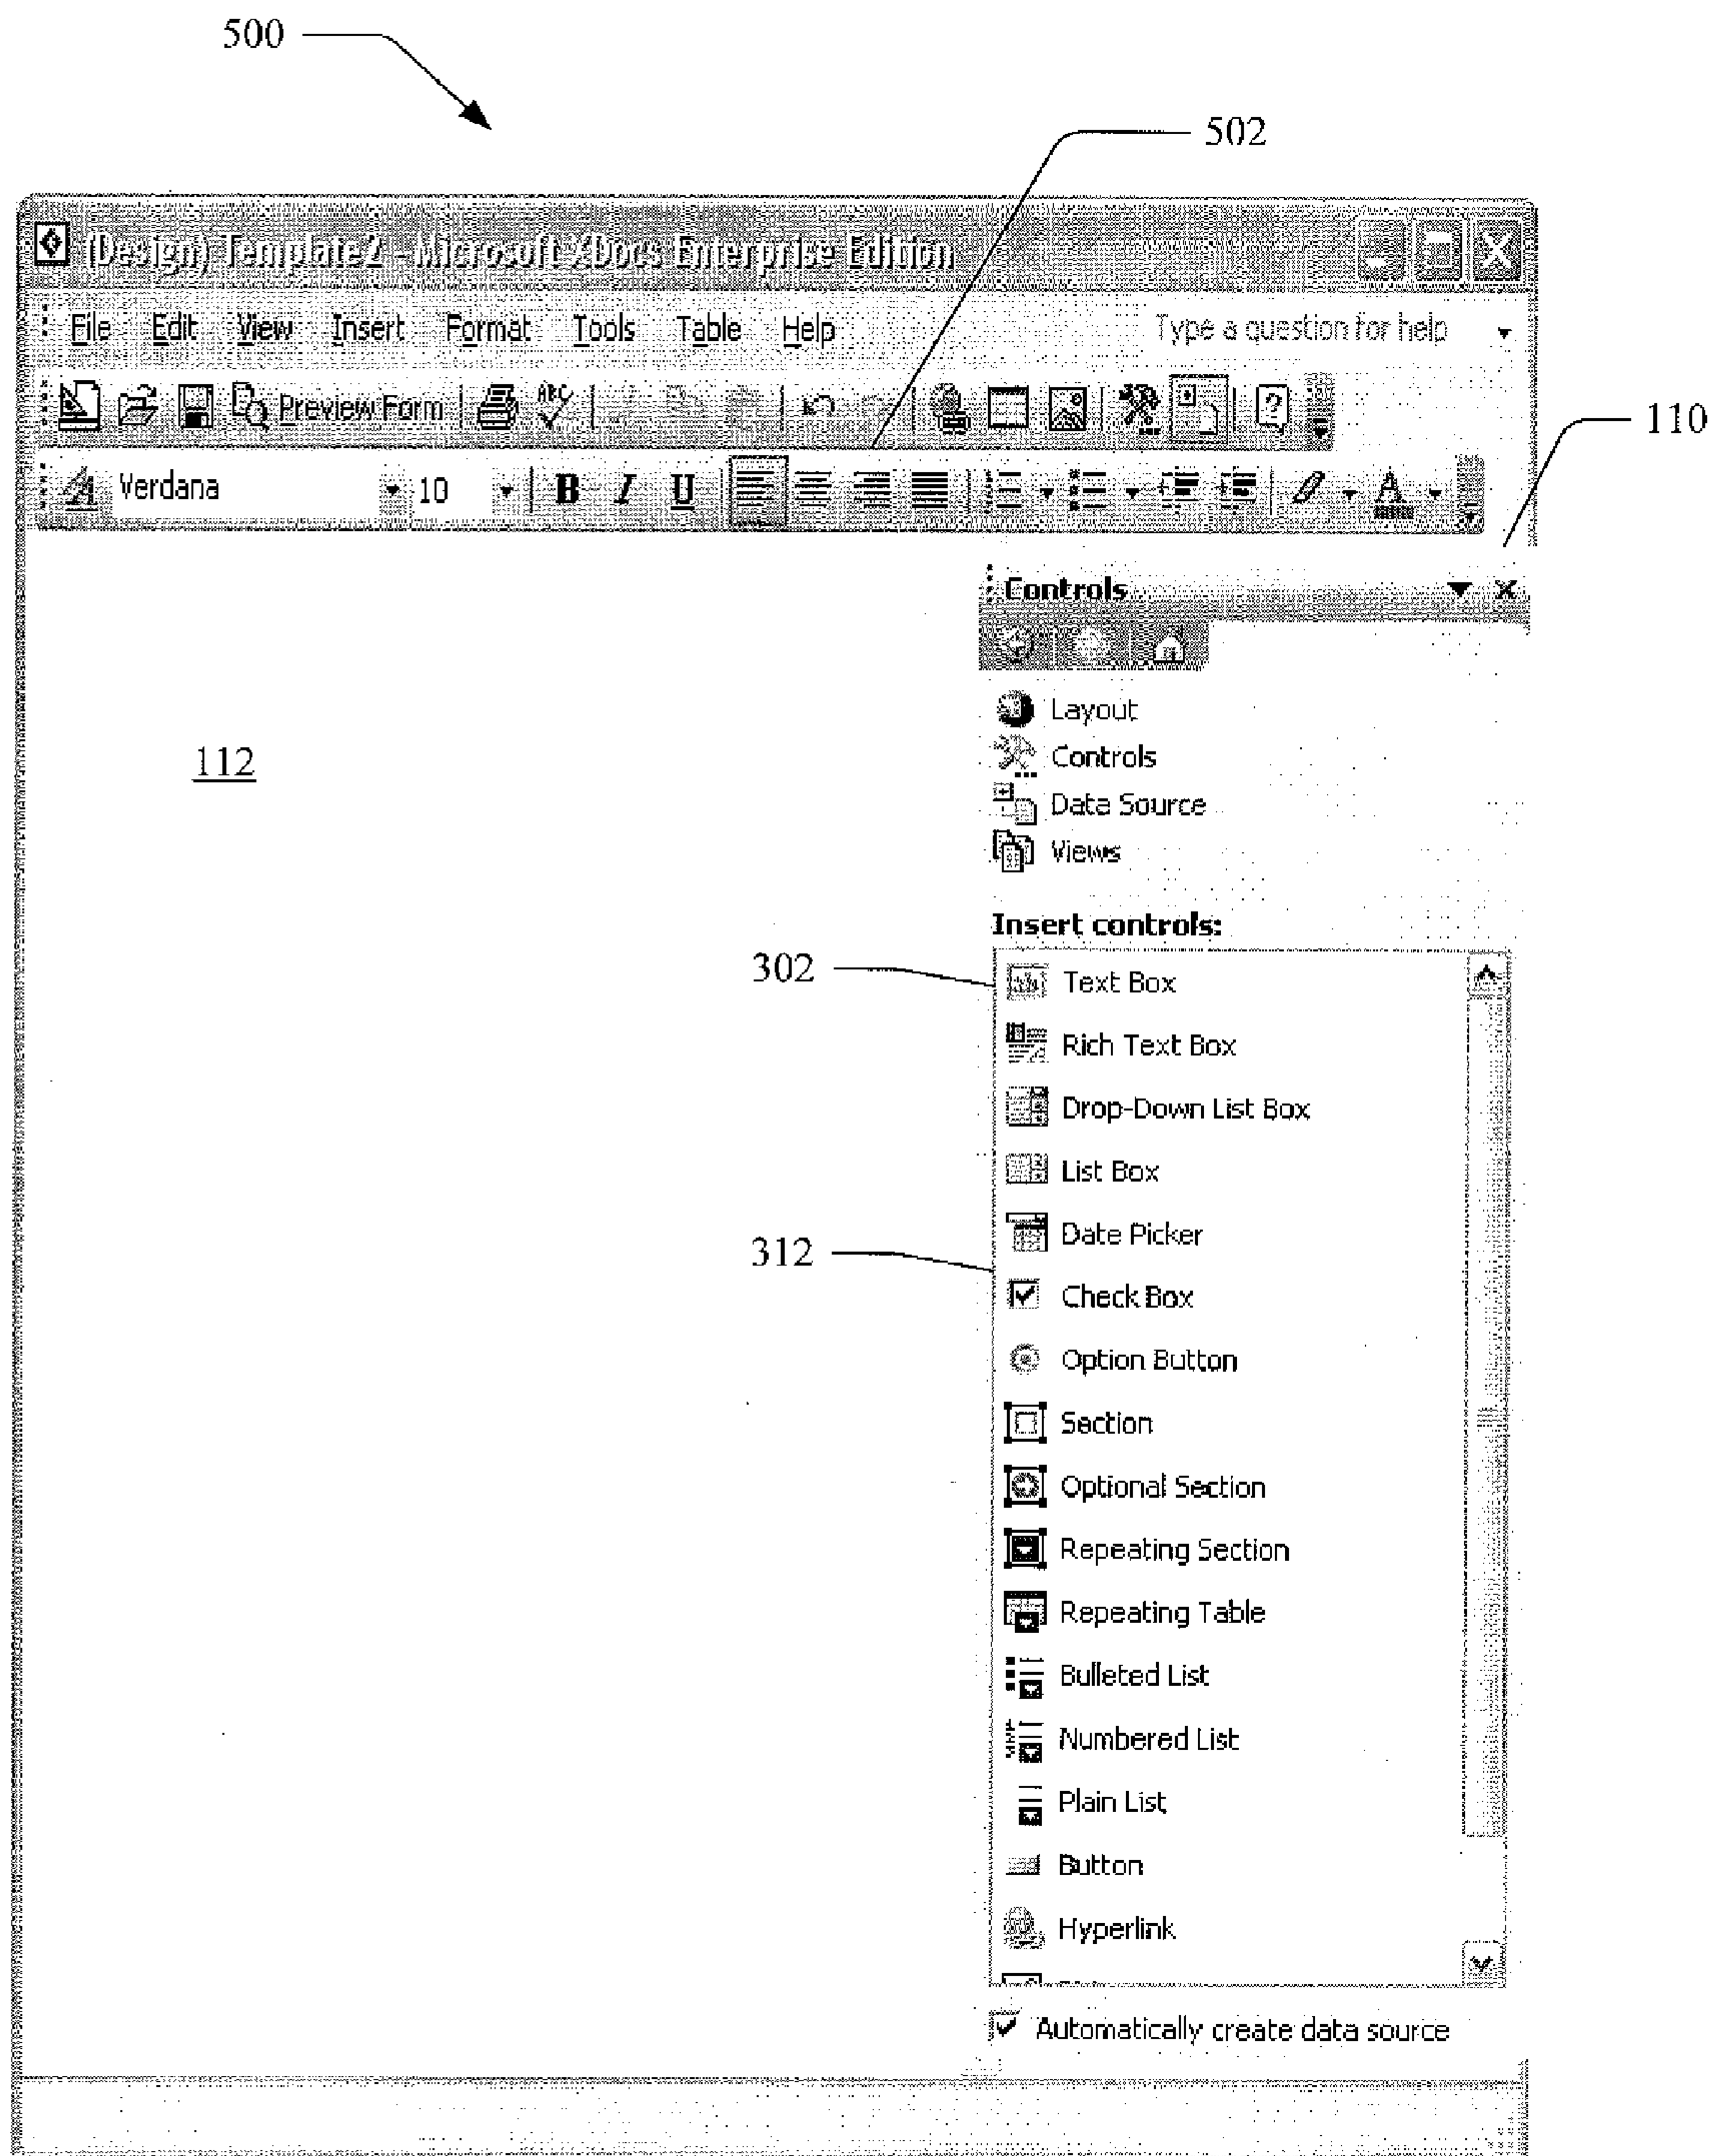 500
502
(Design) Template2 - Microsoft XDocs Enterprise Edition
File Edit View Insert Format Tools Table Help Type a question for help
Preview Form ABC
110
Verdana 10 B I U A
Controls
Layout
112
Controls
Data Source
Views
Insert controls:
302
Text Box
Rich Text Box
Drop-Down List Box
List Box
Date Picker
312
Check Box
Option Button
Section
Optional Section
Repeating Section
Repeating Table
Bulleted List
Numbered List
Plain List
Button
Hyperlink
Automatically create data source